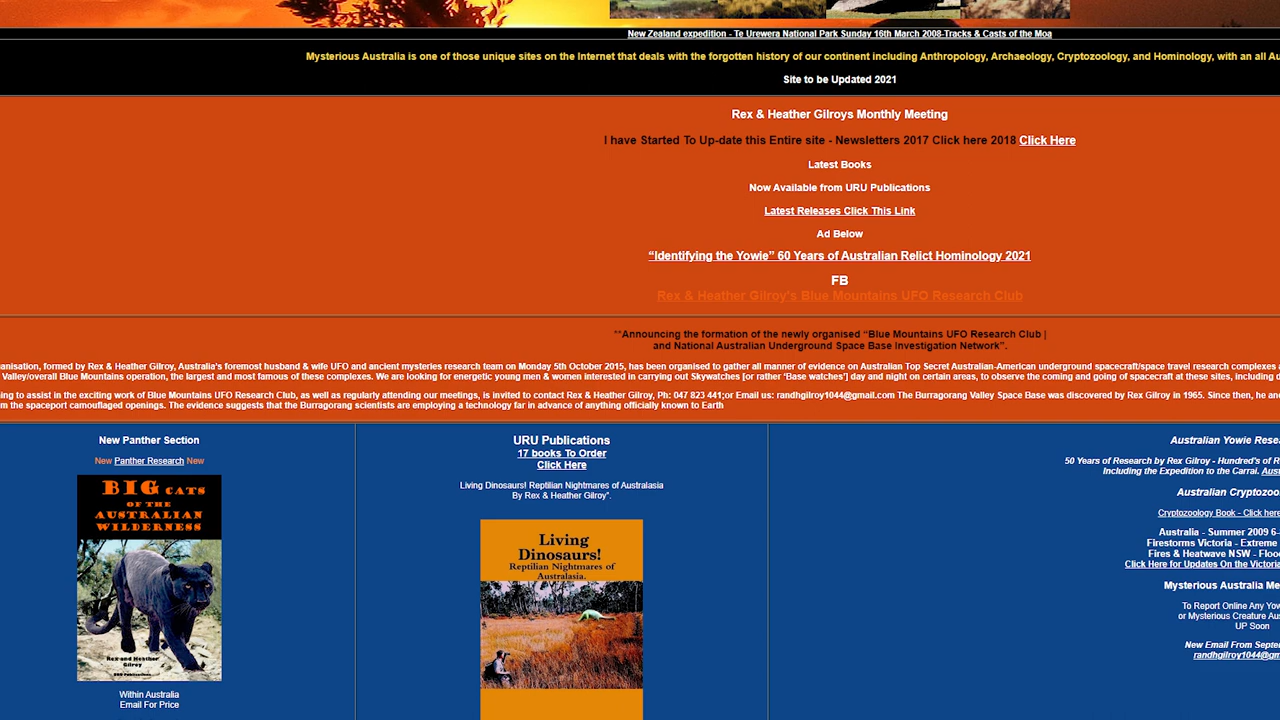 New Zealand expedition - Te Urewera National Park Sunday 16th March 2008-Tracks & Casts of the Moa
Mysterious Australia is one of those unique sites on the Internet that deals with the forgotten history of our continent including Anthropology, Archaeology, Cryptozoology, and Hominology, with an all Au
Site to be Updated 2021
Rex & Heather Gilroys Monthly Meeting
I have Started To Up-date this Entire site - Newsletters 2017 Click here 2018 Click Here
Latest Books
Now Available from URU Publications
Latest Releases Click This Link
Ad Below
“Identifying the Yowie” 60 Years of Australian Relict Hominology 2021
FB
Rex & Heather Gilroy's Blue Mountains UFO Research Club
**Announcing the formation of the newly organised “Blue Mountains UFO Research Club |
and National Australian Underground Space Base Investigation Network”.
anisation, formed by Rex & Heather Gilroy, Australia's foremost husband & wife UFO and ancient mysteries research team on Monday 5th October 2015, has been organised to gather all manner of evidence on Australian Top Secret Australian-American underground spacecraft/space travel research complexes
Valley/overall Blue Mountains operation, the largest and most famous of these complexes. We are looking for energetic young men & women interested in carrying out Skywatches [or rather ‘Base watches’] day and night on certain areas, to observe the coming and going of spacecraft at these sites, including
ning to assist in the exciting work of Blue Mountains UFO Research Club, as well as regularly attending our meetings, is invited to contact Rex & Heather Gilroy, Ph: 047 823 441;or Email us: randhgilroy1044@gmail.com The Burragorang Valley Space Base was discovered by Rex Gilroy in 1965. Since then, he an
m the spaceport camouflaged openings. The evidence suggests that the Burragorang scientists are employing a technology far in advance of anything officially known to Earth
New Panther Section
New Panther Research New
BIG CATS
OF THE
AUSTRALIAN
WILDERNESS
Rex and Heather
Gilroy
URU Publications
Within Australia
Email For Price
URU Publications
17 books To Order
Click Here
Living Dinosaurs! Reptilian Nightmares of Australasia
By Rex & Heather Gilroy”.
Living
Dinosaurs!
Reptilian Nightmares of
Australasia.
Australian Yowie Resea
50 Years of Research by Rex Gilroy - Hundred's of R
Including the Expedition to the Carrai. Aust
Australian Cryptozoo
Cryptozoology Book - Click here
Australia - Summer 2009 6-
Firestorms Victoria - Extreme
Fires & Heatwave NSW - Floo
Click Here for Updates On the Victoria
Mysterious Australia Me
To Report Online Any Yow
or Mysterious Creature Aus
UP Soon
New Email From Septem
randhgilroy1044@gm